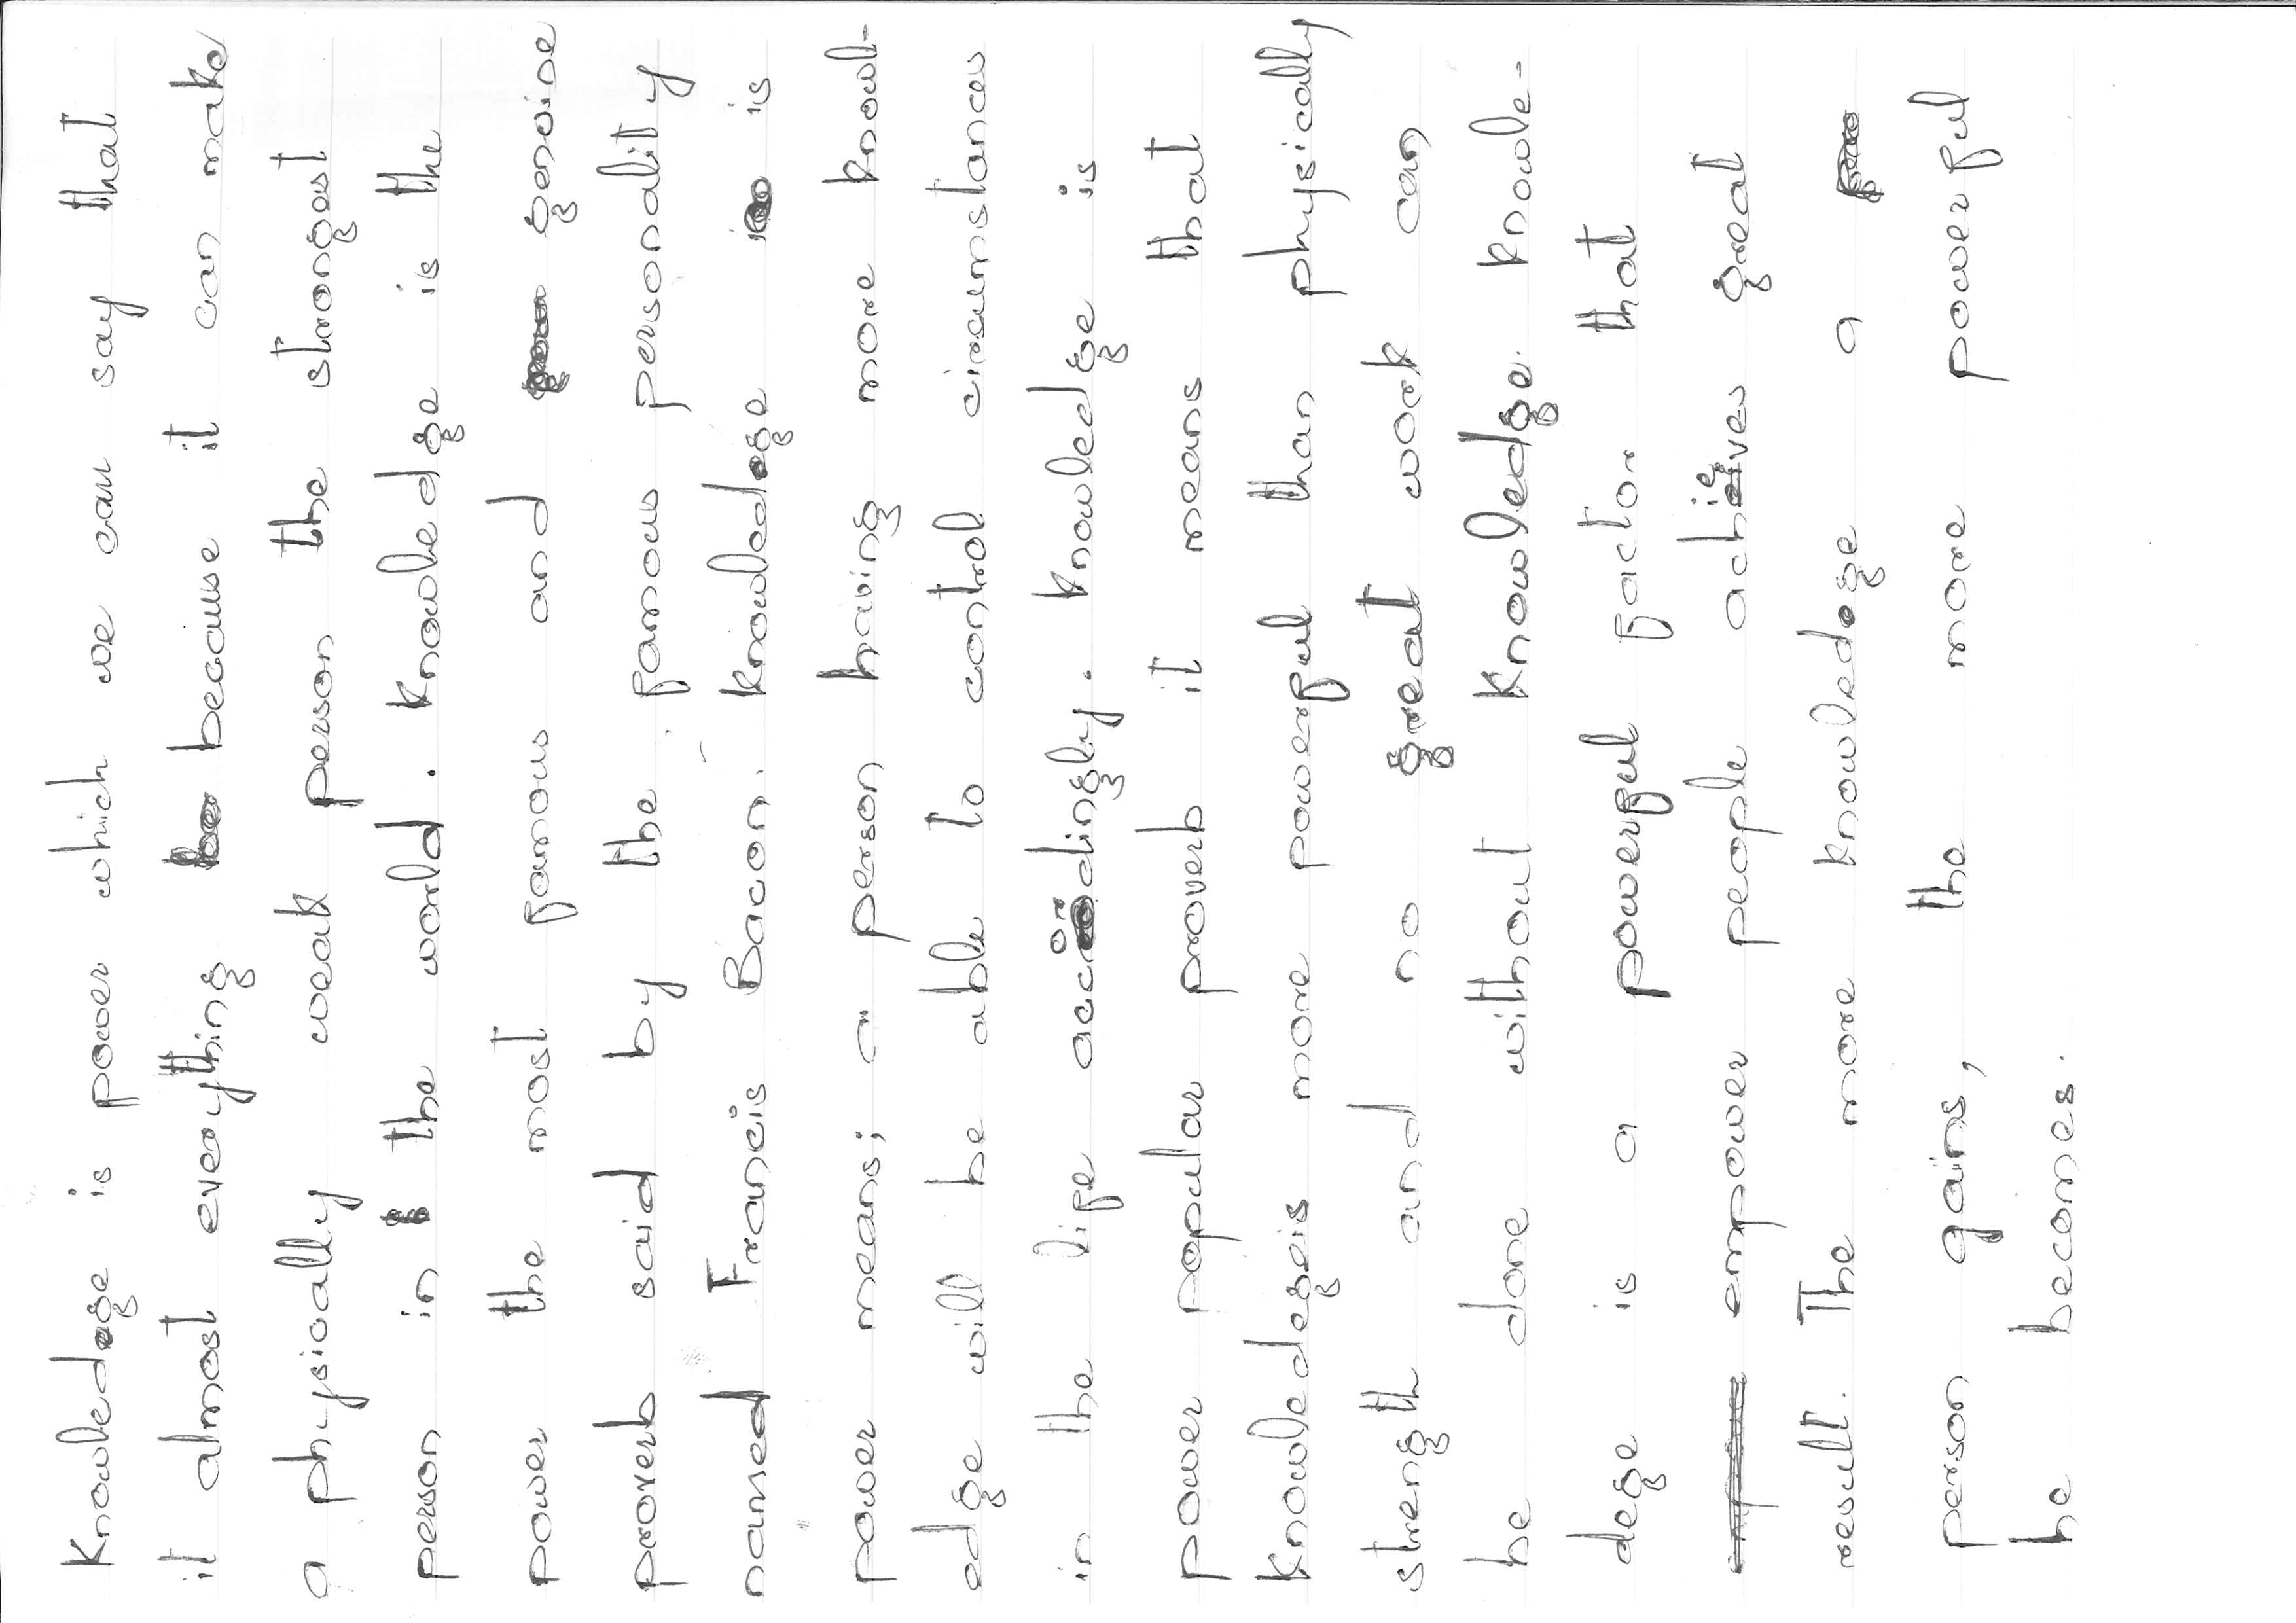 Knowledge is power which we can say that
it almost everything because it can make
a physically weak person the strongest
person in the world. Knowledge is the
power the most famous and genuine
proverb said by the famous personality
named Francis Bacon. Knowledge is
power means; a person having more knowl-
edge will be able to control circumstances
in the life accordingly. Knowledge is
power popular proverb it means that
Knowledegeis more powerful than physically
strength and no great work can
be done without Knowledge. Knowle-
dege is a powerful factor that
empower people achieves great
result. The more knowledge a
person gains, the more powerful
he becomes.